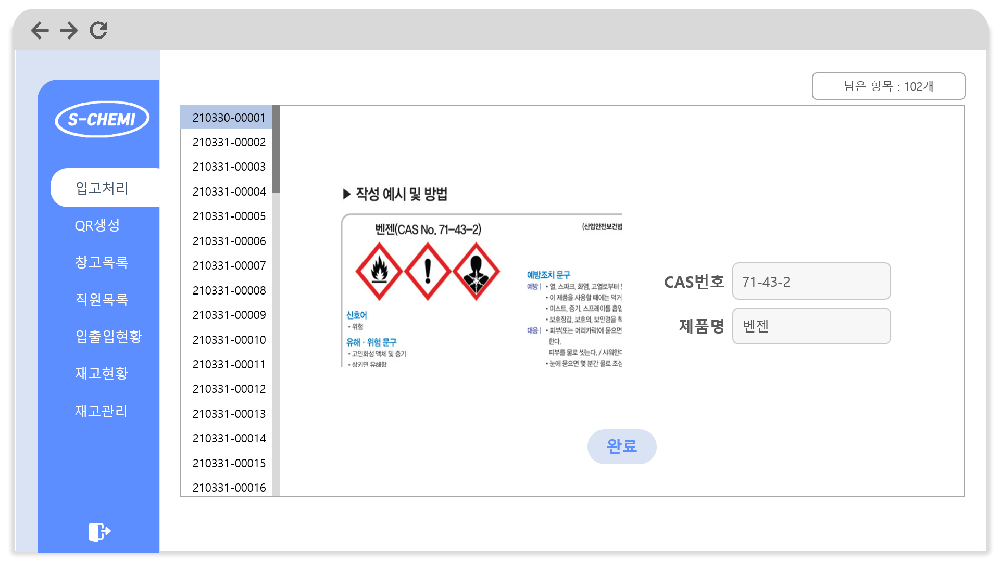 남은 항목 : 102개
S-CHEMI
입고처리
QR생성
창고목록
직원목록
입출입현황
재고현황
재고관리
210330-00001
210331-00002
210331-00003
210331-00004
210331-00005
210331-00006
210331-00007
210331-00008
210331-00009
210331-00010
210331-00011
210331-00012
210331-00013
210331-00014
210331-00015
210331-00016
▶ 작성 예시 및 방법
벤젠(CAS No. 71-43-2)
(산업안전보건법
신호어
• 위험
유해 · 위험 문구
• 고인화성 액체 및 증기
• 삼키면 유해함
예방조치 문구
예방 | • 열, 스파크, 화염, 고열로부터
• 이 제품을 사용할 때에는 먹거
• 미스트, 증기, 스프레이를 흡입
• 보호장갑, 보호의, 보안경을 착
대응 | • 피부(또는 머리카락)에 묻으면
한다.
피부를 물로 씻는다. / 샤워한다
• 눈에 묻으면 몇 분간 물로 조심
CAS번호 71-43-2
제품명 벤젠
완료